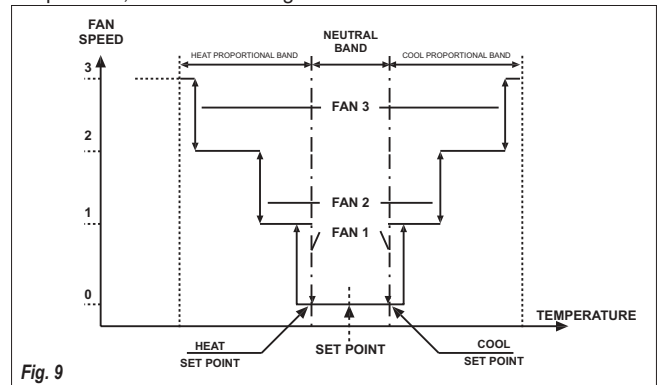 FAN
SPEED
NEUTRAL
BAND
HEAT PROPORTIONAL BAND
COOL PROPORTIONAL BAND
3
FAN 3
2
FAN 2
1
FAN 1
0
TEMPERATURE
HEAT
SET POINT
SET POINT
COOL
SET POINT
Fig. 9